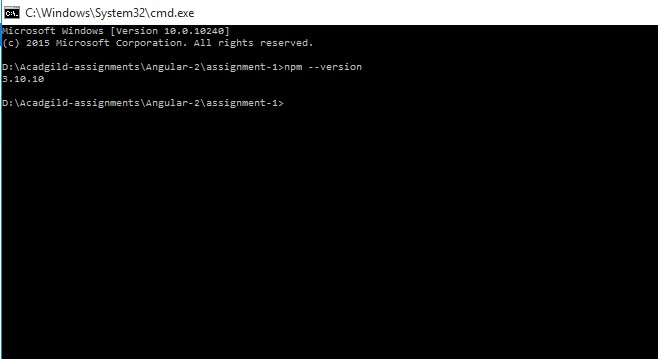 C:\Windows\System32\cmd.exe
Microsoft Windows [Version 10.0.10240]
(c) 2015 Microsoft Corporation. All rights reserved.
D:\Acadgild-assignments\Angular-2\assignment-1>npm --version
3.10.10
D:\Acadgild-assignments\Angular-2\assignment-1>